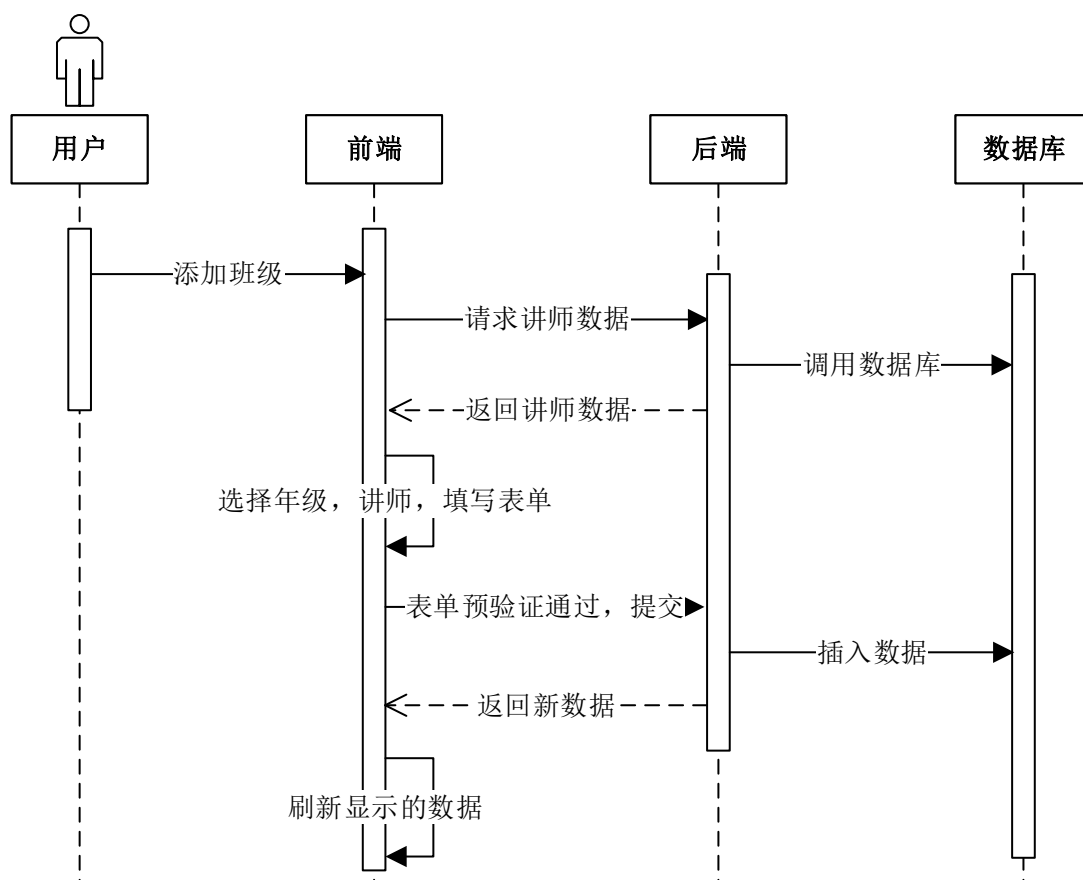 用户
前端
后端
数据库
添加班级
请求讲师数据
调用数据库
返回讲师数据
选择年级，讲师，填写表单
表单预验证通过，提交
插入数据
返回新数据
刷新显示的数据